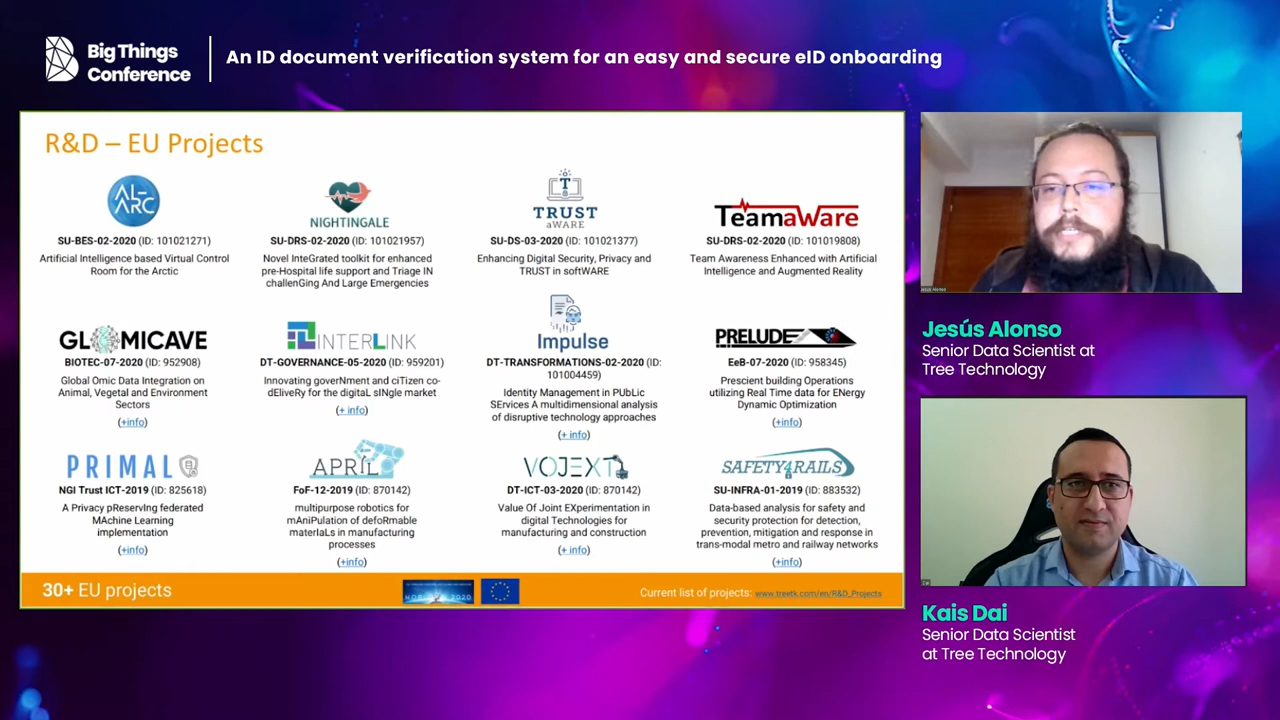 Big Things
Conference
An ID document verification system for an easy and secure eID onboarding
R&D – EU Projects
AI-
ARC
SU-BES-02-2020 (ID: 101021271)
Artificial Intelligence based Virtual Control
Room for the Arctic
NIGHTINGALE
SU-DRS-02-2020 (ID: 101021957)
Novel InteGrated toolkit for enhanced
pre-Hospital life support and Triage IN
challenGing And Large Emergencies
T
TRUST
aWARE
SU-DS-03-2020 (ID: 101021377)
Enhancing Digital Security, Privacy and
TRUST in softWARE
TeamaWare
SU-DRS-02-2020 (ID: 101019808)
Team Awareness Enhanced with Artificial
Intelligence and Augmented Reality
GLOMICAVE
BIOTEC-07-2020 (ID: 952908)
Global Omic Data Integration on
Animal, Vegetal and Environment
Sectors
(+info)
INTERLINK
DT-GOVERNANCE-05-2020 (ID: 959201)
Innovating goverNment and ciTizen co-
dEliveRy for the digitaL sINgle market
(+ info)
Impulse
DT-TRANSFORMATIONS-02-2020 (ID:
101004459)
Identity Management in PUbLic
SErvices A multidimensional analysis
of disruptive technology approaches
(+ info)
PRELUDE
EeB-07-2020 (ID: 958345)
Prescient building Operations
utilizing Real Time data for ENergy
Dynamic Optimization
(+info)
PRIMAL
NGI Trust ICT-2019 (ID: 825618)
A Privacy pReservIng federated
MAchine Learning
implementation
(+info)
APRIL
FoF-12-2019 (ID: 870142)
multipurpose robotics for
mAniPulation of defoRmable
materIaLs in manufacturing
processes
(+info)
VOJEXT
DT-ICT-03-2020 (ID: 870142)
Value Of Joint EXperimentation in
digital Technologies for
manufacturing and construction
(+ info)
SAFETY4RAILS
SU-INFRA-01-2019 (ID: 883532)
Data-based analysis for safety and
security protection for detection,
prevention, mitigation and response in
trans-modal metro and railway networks
(+info)
30+ EU projects
HORIZON 2020
Current list of projects: www.treetk.com/en/R&D_Projects
Jesús Alonso
Senior Data Scientist at
Tree Technology
Kais Dai
Senior Data Scientist
at Tree Technology